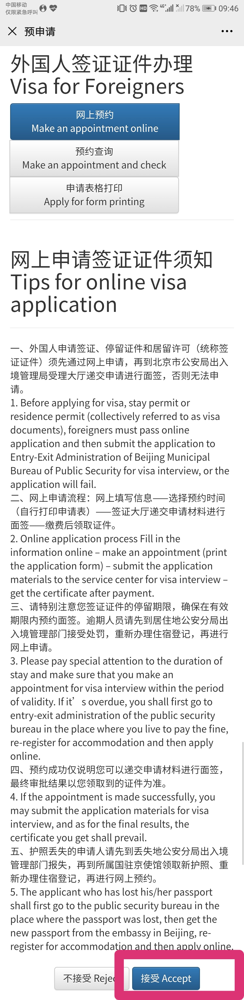 中国移动
仅限紧急呼叫
HD
4G+
78%
09:46
预申请
外国人签证证件办理
Visa for Foreigners
网上预约
Make an appointment online
预约查询
Make an appointment and check
申请表格打印
Apply for form printing
网上申请签证证件须知
Tips for online visa
application
一、外国人申请签证、停留证件和居留许可（统称签
证证件）须先通过网上申请，再到北京市公安局出入
境管理局受理大厅递交申请进行面签，否则无法申
请。
1. Before applying for visa, stay permit or
residence permit (collectively referred to as visa
documents), foreigners must pass online
application and then submit the application to
Entry-Exit Administration of Beijing Municipal
Bureau of Public Security for visa interview, or the
application will fail.
二、网上申请流程：网上填写信息——选择预约时间
（自行打印申请表）——签证大厅递交申请材料进行
面签——缴费后领取证件。
2. Online application process Fill in the
information online – make an appointment (print
the application form) – submit the application
materials to the service center for visa interview –
get the certificate after payment.
三、请特别注意您签证证件的停留期限，确保在有效
期限内预约面签。逾期人员请先到居住地公安分局出
入境管理部门接受处罚，重新办理住宿登记，再进行
网上申请。
3. Please pay special attention to the duration of
stay and make sure that you make an
appointment for visa interview within the period
of validity. If it’s overdue, you shall first go to
entry-exit administration of the public security
bureau in the place where you live to pay the fine,
re-register for accommodation and then apply
online.
四、预约成功仅说明您可以递交申请材料进行面签，
最终审批结果以您领取到的证件为准。
4. If the appointment is made successfully, you
may submit the application materials for visa
interview, and as for the final results, the
certificate you get shall prevail.
五、护照丢失的申请人请先到丢失地公安分局出入境
管理部门报失，再到所属国驻京使馆领取新护照、重
新办理住宿登记，再进行网上预约。
5. The applicant who has lost his/her passport
shall first go to the public security bureau in the
place where the passport was lost, then get the
new passport from the embassy in Beijing, re-
register for accommodation and then apply online.
不接受 Rejec
接受 Accept